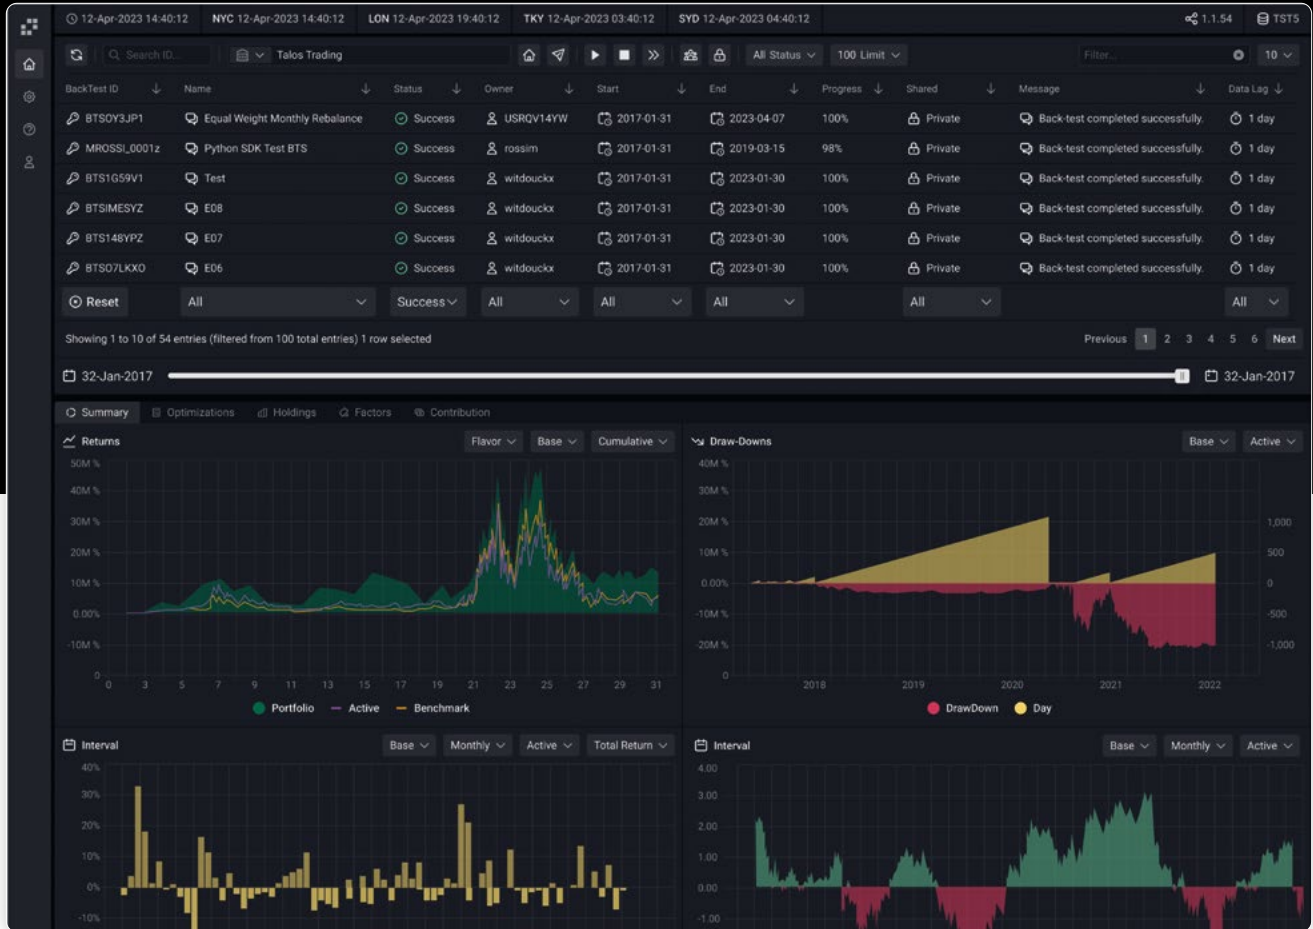 12-Apr-2023 14:40:12 NYC 12-Apr-2023 14:40:12 LON 12-Apr-2023 19:40:12 TKY 12-Apr-2023 03:40:12 SYD 12-Apr-2023 04:40:12 1.1.54 TST5
Search ID... Talos Trading All Status 100 Limit Filter... 10
BackTest ID Name Status Owner Start End Progress Shared Message Data Lag
BTSOY3JP1 Equal Weight Monthly Rebalance Success USRQV14YW 2017-01-31 2023-04-07 100% Private Back-test completed successfully. 1 day
MROSSI_0001z Python SDK Test BTS Success rossim 2017-01-31 2019-03-15 98% Private Back-test completed successfully. 1 day
BTS1G59V1 Test Success witdouckx 2017-01-31 2023-01-30 100% Private Back-test completed successfully. 1 day
BTSIMESYZ E08 Success witdouckx 2017-01-31 2023-01-30 100% Private Back-test completed successfully. 1 day
BTS148YPZ E07 Success witdouckx 2017-01-31 2023-01-30 100% Private Back-test completed successfully. 1 day
BTSO7LKXO E06 Success witdouckx 2017-01-31 2023-01-30 100% Private Back-test completed successfully. 1 day
Reset All Success All All All All All
Showing 1 to 10 of 54 entries (filtered from 100 total entries) 1 row selected Previous 1 2 3 4 5 6 Next
32-Jan-2017 32-Jan-2017
Summary Optimizations Holdings Factors Contribution
Returns Flavor Base Cumulative
50M %
40M %
30M %
20M %
10M %
0.00%
-10M %
0
0 3 5 7 9 11 13 15 17 19 21 23 25 27 29 31
Portfolio Active Benchmark
Draw-Downs Base Active
40M %
30M %
20M % 1,000
10M % 500
0.00% 0
-10M % -500
-20M % -1,000
0
2018 2019 2020 2021 2022
DrawDown Day
Interval Base Monthly Active Total Return
40%
30%
20%
10%
0%
-10%
Interval Base Monthly Active
4.00
3.00
2.00
1.00
0.00
-1.00